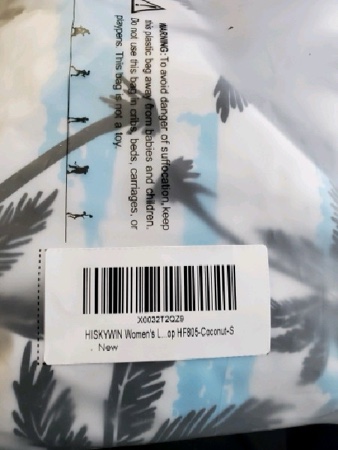 WARNING: To avoid danger of suffocation, keep
this plastic bag away from babies and children.
Do not use this bag in cribs, beds, carriages, or
playpens. This bag is not a toy.
X0032T2QZ9
HISKYWIN Women's L...op HF805-Coconut-S
New